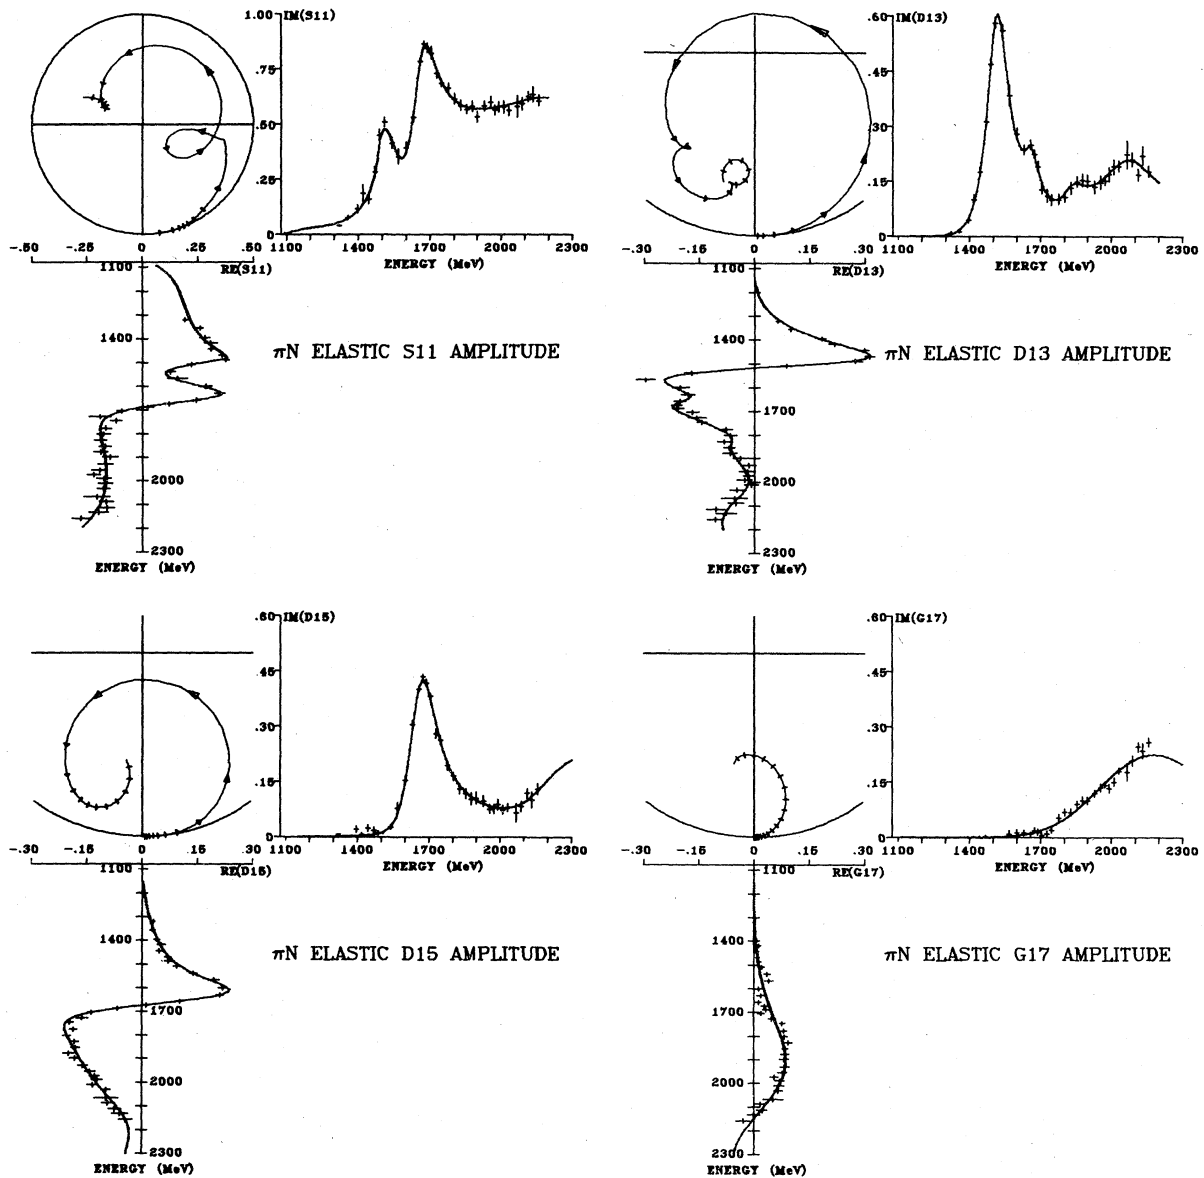 1.00 IM(S11)
.75
.50
.25
0
1100 1400 1700 2000 2300
ENERGY (MeV)
-.50 -.25 0 .25 .50
RE(S11)
1100
1400
2000
2300
ENERGY (MeV)
πN ELASTIC S11 AMPLITUDE
.60 IM(D13)
.45
.30
.15
0
1100 1400 1700 2000 2300
ENERGY (MeV)
-.30 -.15 0 .15 .30
RE(D13)
1100
1400
1700
2000
2300
ENERGY (MeV)
πN ELASTIC D13 AMPLITUDE
.60 IM(D15)
.45
.30
.15
0
1100 1400 1700 2000 2300
ENERGY (MeV)
-.30 -.15 0 .15 .30
RE(D15)
1100
1400
1700
2000
2300
ENERGY (MeV)
πN ELASTIC D15 AMPLITUDE
.60 IM(G17)
.45
.30
.15
0
1100 1400 1700 2000 2300
ENERGY (MeV)
-.30 -.15 0 .15 .30
RE(G17)
1100
1400
1700
2000
2300
ENERGY (MeV)
πN ELASTIC G17 AMPLITUDE